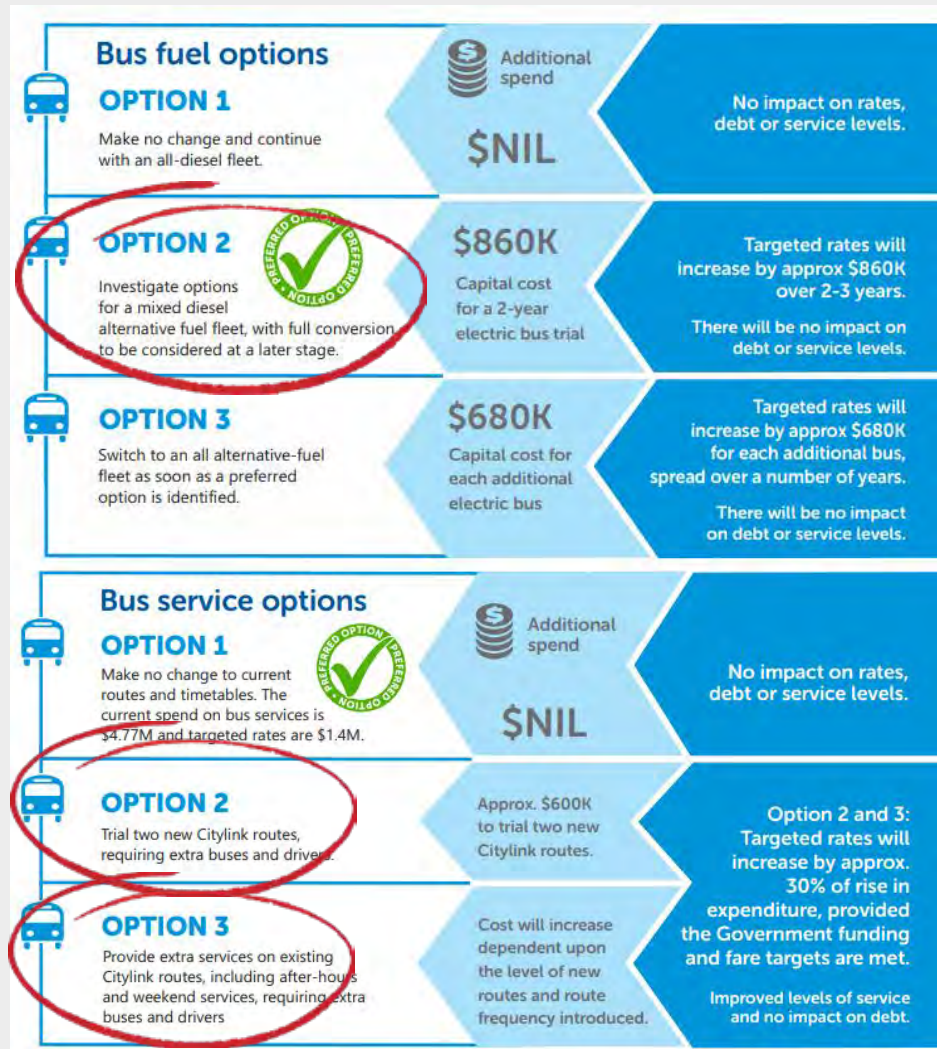 Bus fuel options
OPTION 1
Make no change and continue
with an all-diesel fleet.
$
Additional
spend
$NIL
No impact on rates,
debt or service levels.
OPTION 2
PREFERRED OPTION • PREFERRED OPTION •
Investigate options
for a mixed diesel
alternative fuel fleet, with full conversion
to be considered at a later stage.
$860K
Capital cost
for a 2-year
electric bus trial
Targeted rates will
increase by approx $860K
over 2-3 years.
There will be no impact on
debt or service levels.
OPTION 3
Switch to an all alternative-fuel
fleet as soon as a preferred
option is identified.
$680K
Capital cost for
each additional
electric bus
Targeted rates will
increase by approx $680K
for each additional bus,
spread over a number of years.
There will be no impact
on debt or service levels.
Bus service options
OPTION 1
PREFERRED OPTION • PREFERRED OPTION •
Make no change to current
routes and timetables. The
current spend on bus services is
$4.77M and targeted rates are $1.4M.
$
Additional
spend
$NIL
No impact on rates,
debt or service levels.
OPTION 2
Trial two new Citylink routes,
requiring extra buses and drivers.
Approx. $600K
to trial two new
Citylink routes.
OPTION 3
Provide extra services on existing
Citylink routes, including after-hours
and weekend services, requiring extra
buses and drivers
Cost will increase
dependent upon
the level of new
routes and route
frequency introduced.
Option 2 and 3:
Targeted rates will
increase by approx.
30% of rise in
expenditure, provided
the Government funding
and fare targets are met.
Improved levels of service
and no impact on debt.